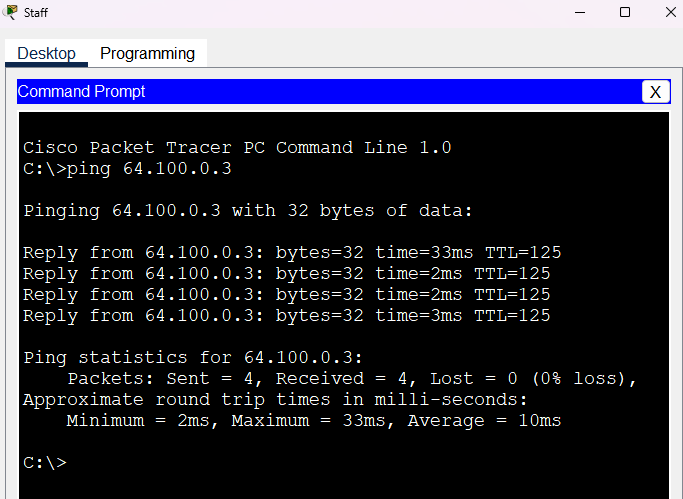 Staff
Desktop Programming
Command Prompt X
Cisco Packet Tracer PC Command Line 1.0
C:\>ping 64.100.0.3
Pinging 64.100.0.3 with 32 bytes of data:
Reply from 64.100.0.3: bytes=32 time=33ms TTL=125
Reply from 64.100.0.3: bytes=32 time=2ms TTL=125
Reply from 64.100.0.3: bytes=32 time=2ms TTL=125
Reply from 64.100.0.3: bytes=32 time=3ms TTL=125
Ping statistics for 64.100.0.3:
    Packets: Sent = 4, Received = 4, Lost = 0 (0% loss),
Approximate round trip times in milli-seconds:
    Minimum = 2ms, Maximum = 33ms, Average = 10ms
C:\>